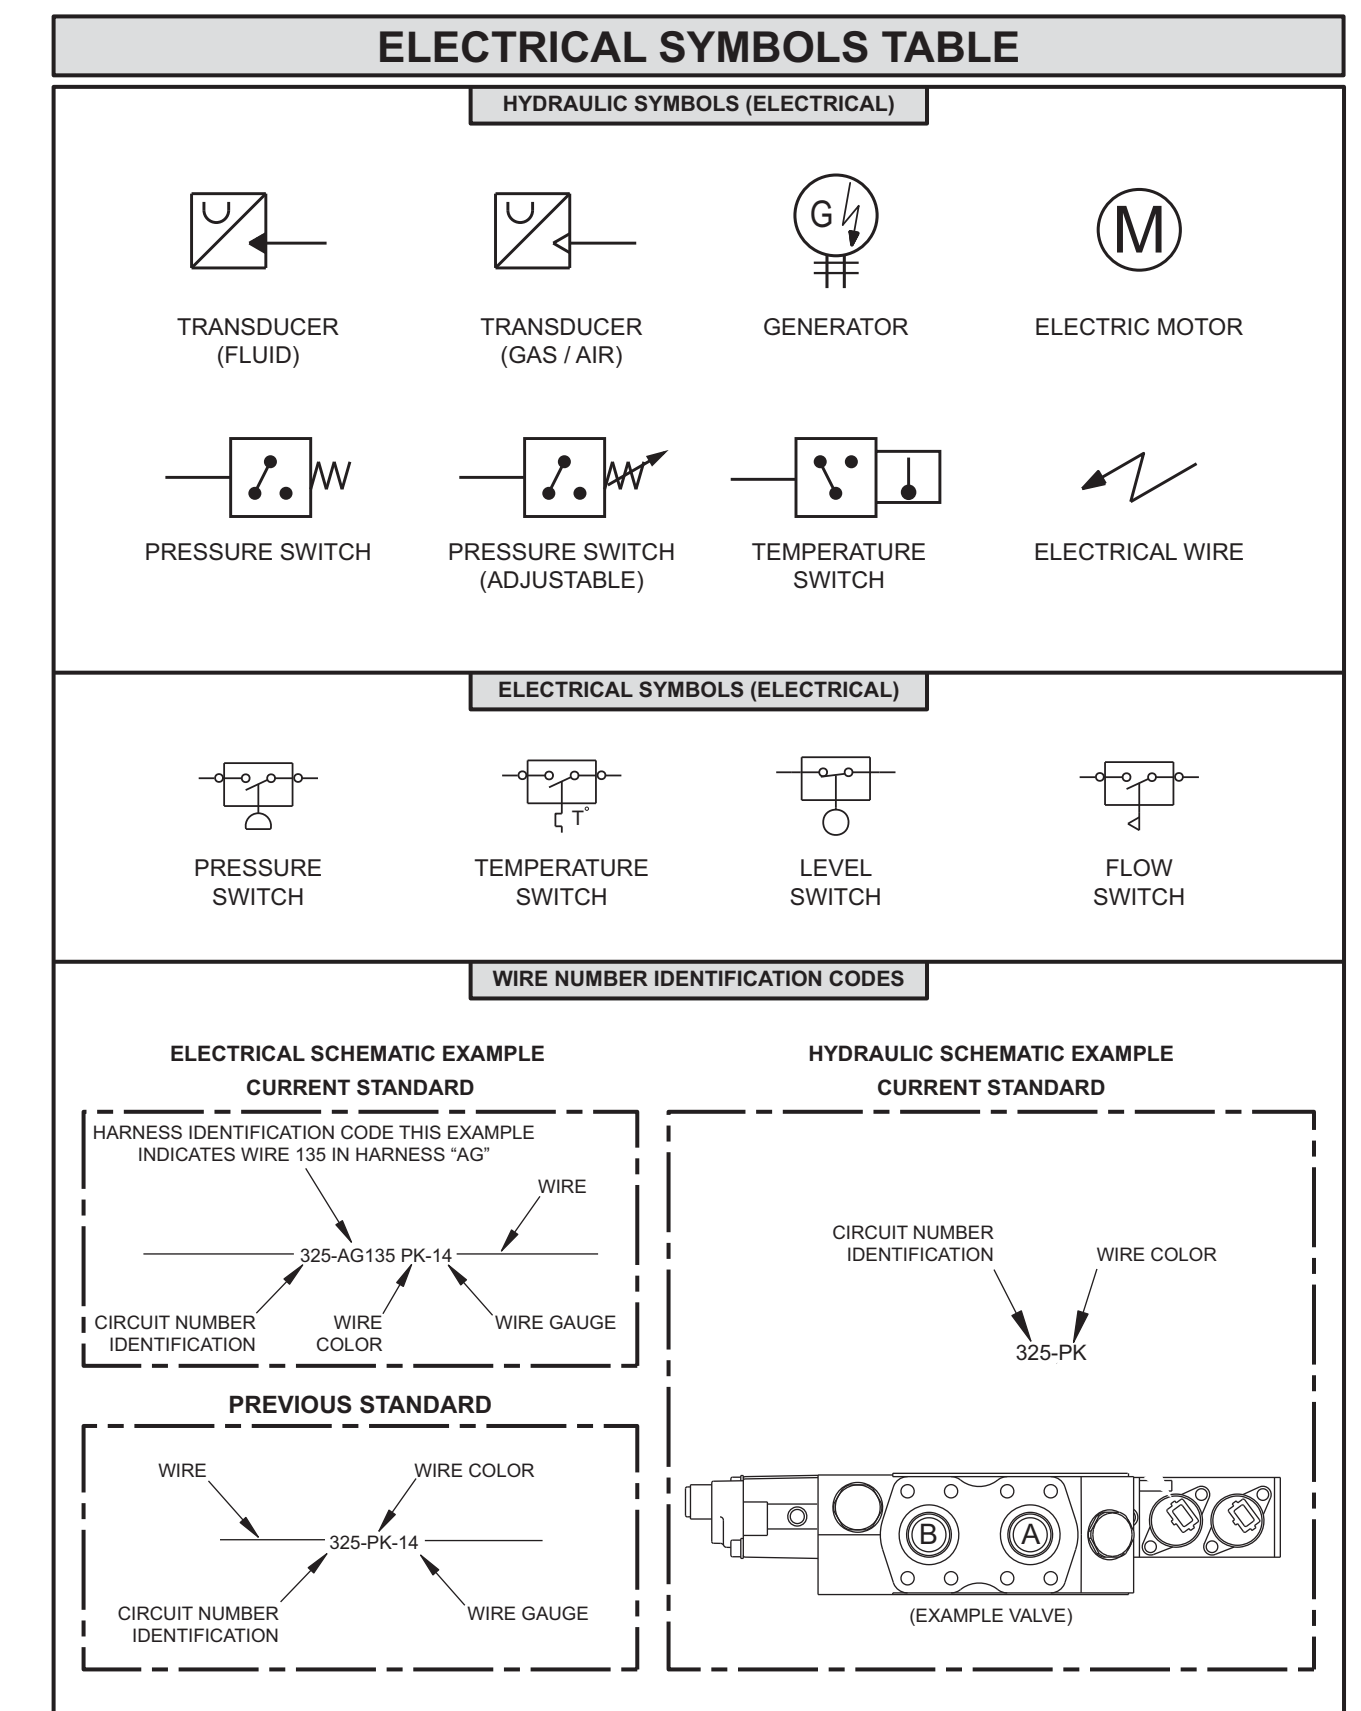 ELECTRICAL SYMBOLS TABLE
HYDRAULIC SYMBOLS (ELECTRICAL)
G
M
TRANSDUCER
(FLUID)
TRANSDUCER
(GAS / AIR)
GENERATOR
ELECTRIC MOTOR
PRESSURE SWITCH
PRESSURE SWITCH
(ADJUSTABLE)
TEMPERATURE
SWITCH
ELECTRICAL WIRE
ELECTRICAL SYMBOLS (ELECTRICAL)
T°
PRESSURE
SWITCH
TEMPERATURE
SWITCH
LEVEL
SWITCH
FLOW
SWITCH
WIRE NUMBER IDENTIFICATION CODES
ELECTRICAL SCHEMATIC EXAMPLE
CURRENT STANDARD
HARNESS IDENTIFICATION CODE THIS EXAMPLE
INDICATES WIRE 135 IN HARNESS “AG”
WIRE
325-AG135 PK-14
CIRCUIT NUMBER
IDENTIFICATION
WIRE
COLOR
WIRE GAUGE
PREVIOUS STANDARD
WIRE
WIRE COLOR
325-PK-14
CIRCUIT NUMBER
IDENTIFICATION
WIRE GAUGE
HYDRAULIC SCHEMATIC EXAMPLE
CURRENT STANDARD
CIRCUIT NUMBER
IDENTIFICATION
WIRE COLOR
325-PK
B
A
(EXAMPLE VALVE)